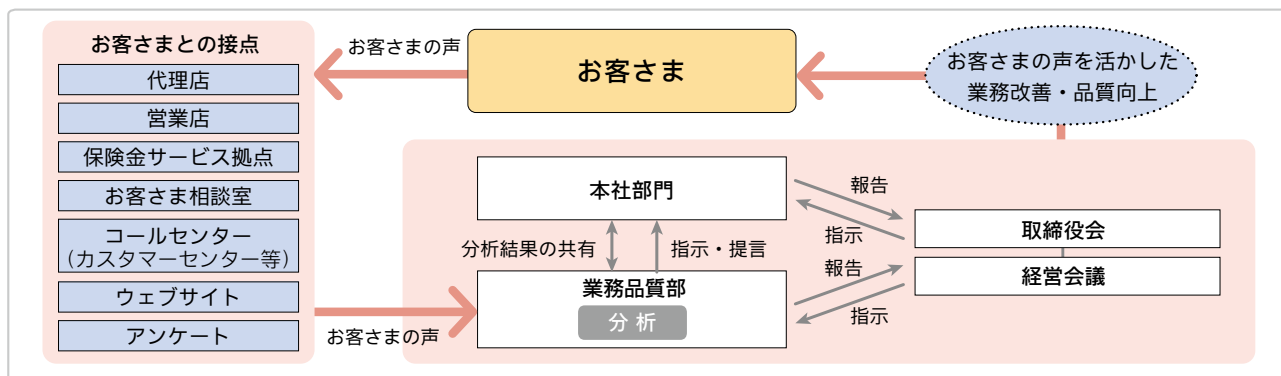 お客さまとの接点
代理店
営業店
保険金サービス拠点
お客さま相談室
コールセンター
（カスタマーセンター等）
ウェブサイト
アンケート
お客さまの声
お客さま
お客さまの声を活かした
業務改善・品質向上
お客さまの声
本社部門
分析結果の共有
指示・提言
業務品質部
分 析
報告
指示
報告
指示
取締役会
経営会議